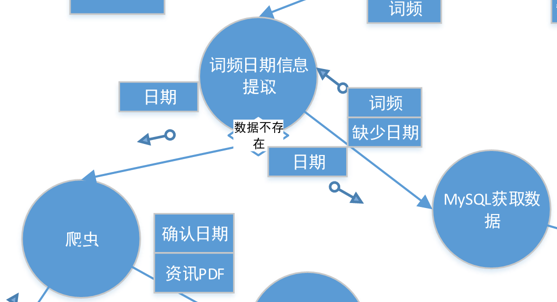 词频
词频日期信息
提取
日期
词频
缺少日期
数据不存
在
日期
MySQL获取数
据
爬虫
确认日期
资讯PDF